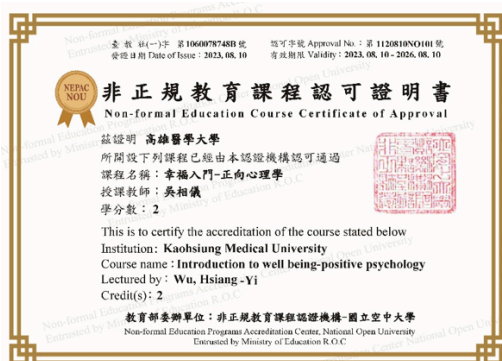 臺教社(一)字 第1060078748B號
發證日期 Date of Issue：2023, 08, 10
認可字號 Approval No.：第 1120810NO101 號
有效期限 Validity：2023, 08, 10 - 2026, 08, 10
NEPAC
NOU
非正規教育課程認可證明書
Non-formal Education Course Certificate of Approval
茲證明 高雄醫學大學
所開設下列課程已經由本認證機構認可通過
課程名稱：幸福入門-正向心理學
授課教師：吳相儀
學分數：2
This is to certify the accreditation of the course stated below
Institution: Kaohsiung Medical University
Course name : Introduction to well being-positive psychology
Lectured by : Wu, Hsiang -Yi
Credit(s): 2
教育部委辦單位：非正規教育課程認證機構-國立空中大學
Non-formal Education Programs Accreditation Center, National Open University
Entrusted by Ministry of Education R.O.C